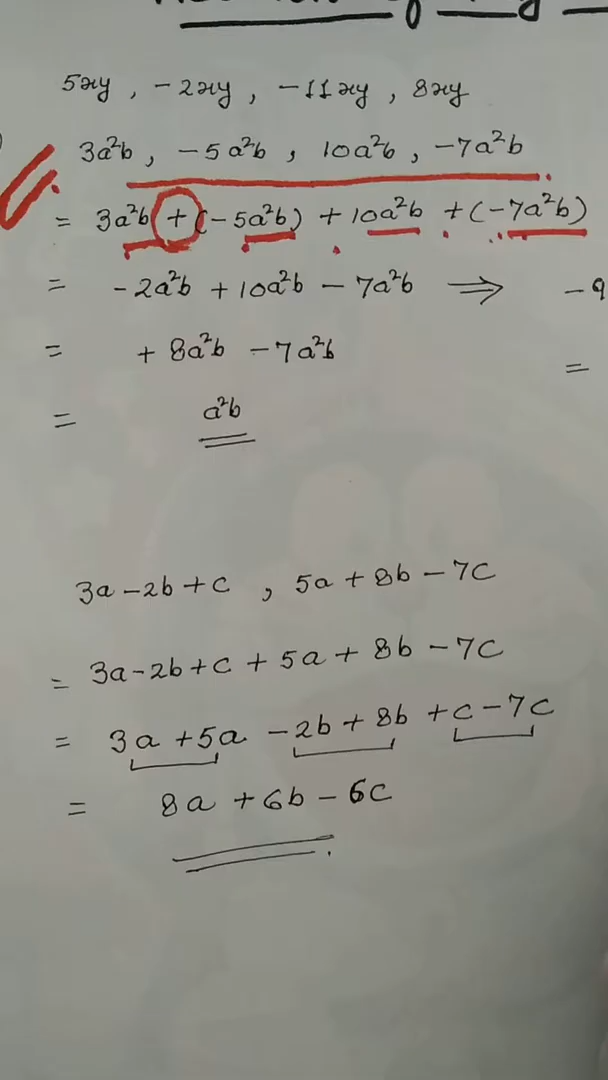 5xy, -2xy, -11xy, 8xy
3a²b, -5a²b, 10a²b, -7a²b
= 3a²b + (-5a²b) + 10a²b + (-7a²b)
= -2a²b + 10a²b - 7a²b ⇒ -9
= + 8a²b - 7a²b =
= a²b
3a-2b+c, 5a+8b-7c
= 3a-2b+c+5a+8b-7c
= 3a+5a-2b+8b+c-7c
= 8a+6b-6c